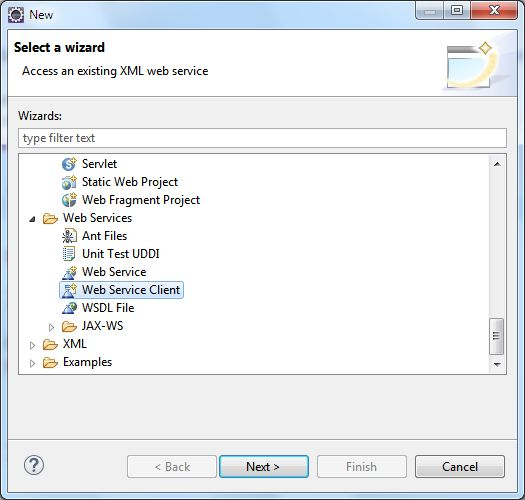 New
Select a wizard
Access an existing XML web service
Wizards:
type filter text
Servlet
Static Web Project
Web Fragment Project
Web Services
Ant Files
Unit Test UDDI
Web Service
Web Service Client
WSDL File
JAX-WS
XML
Examples
? < Back Next > Finish Cancel